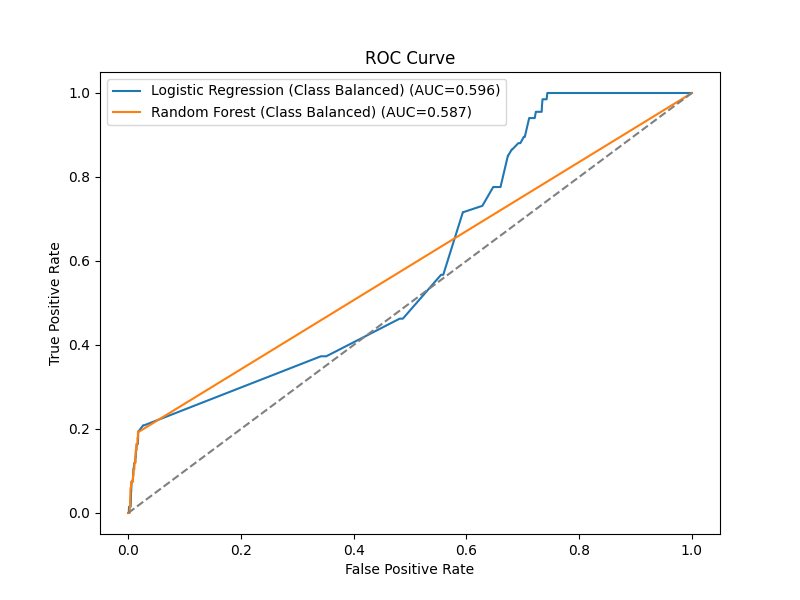 ROC Curve
Logistic Regression (Class Balanced) (AUC=0.596)
Random Forest (Class Balanced) (AUC=0.587)
1.0
0.8
0.6
0.4
0.2
0.0
True Positive Rate
0.0 0.2 0.4 0.6 0.8 1.0
False Positive Rate